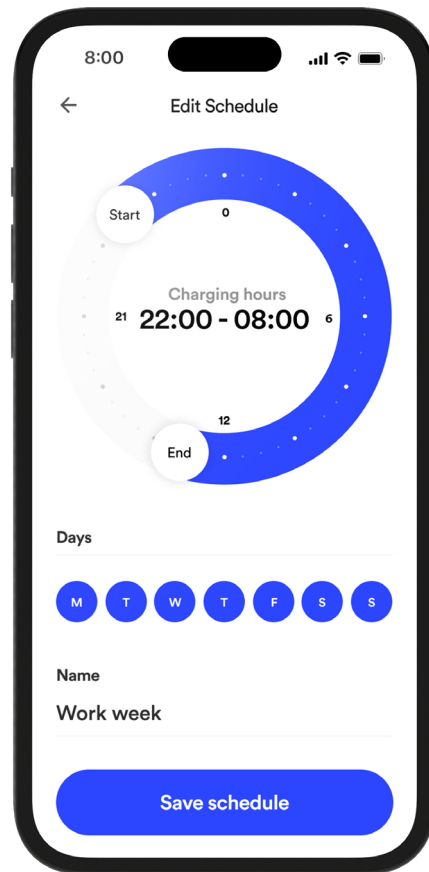 8:00
Edit Schedule
Start
0
Charging hours
21 22:00 - 08:00 6
12
End
Days
M T W T F S S
Name
Work week
Save schedule